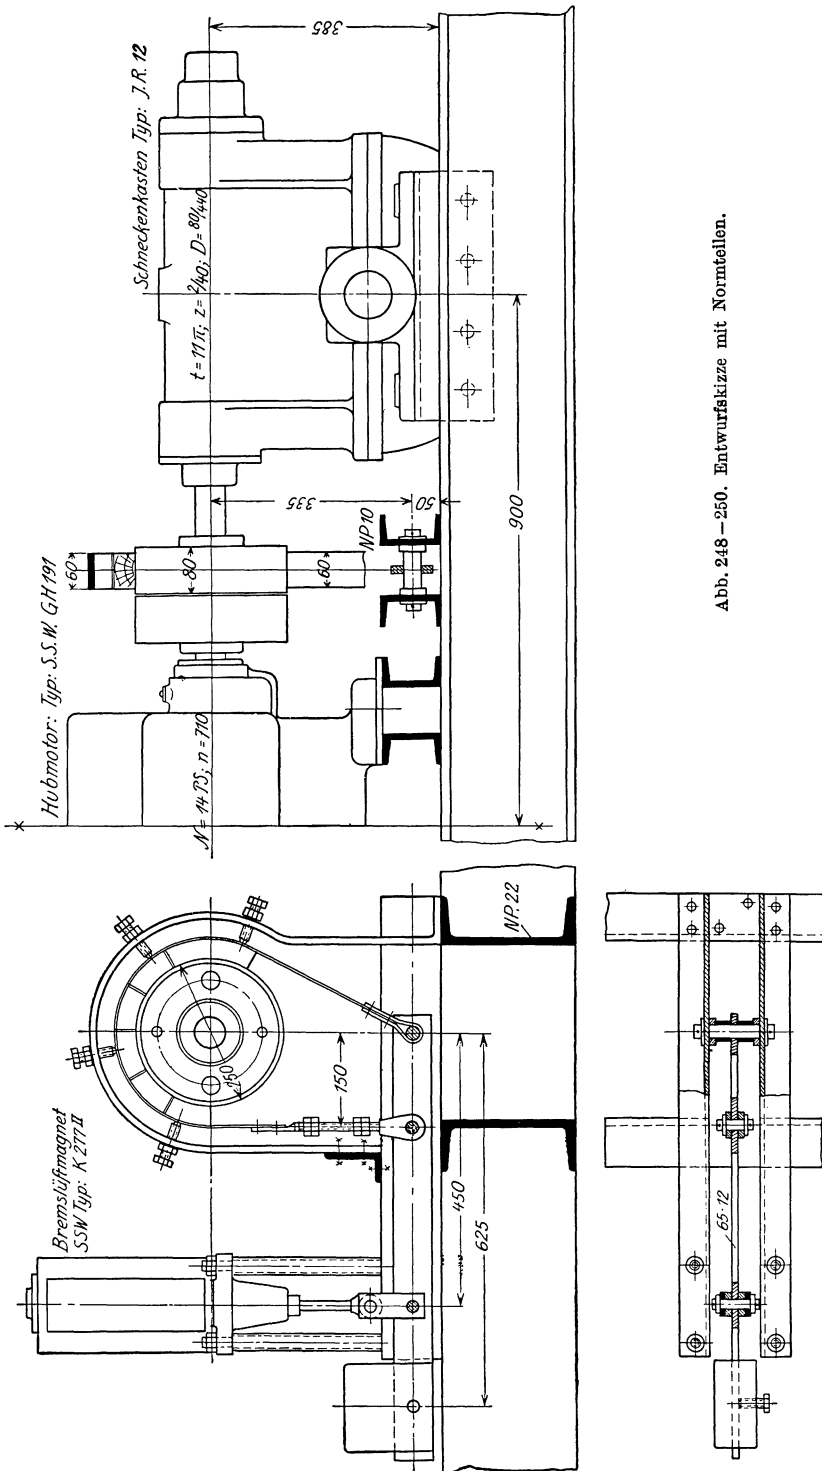 385
Schneckenkasten Typ: J.R. 12
t = 11π; z = 2/40; D = 80/440
900
335
50
NP10
60
80
60
Hubmotor: Typ: S.S.W. GH 191
N = 14 PS; n = 710
NP. 22
250
150
450
625
Bremslüftmagnet
SSW Typ: K 277 II
65·12
Abb. 248–250. Entwurfskizze mit Normteilen.